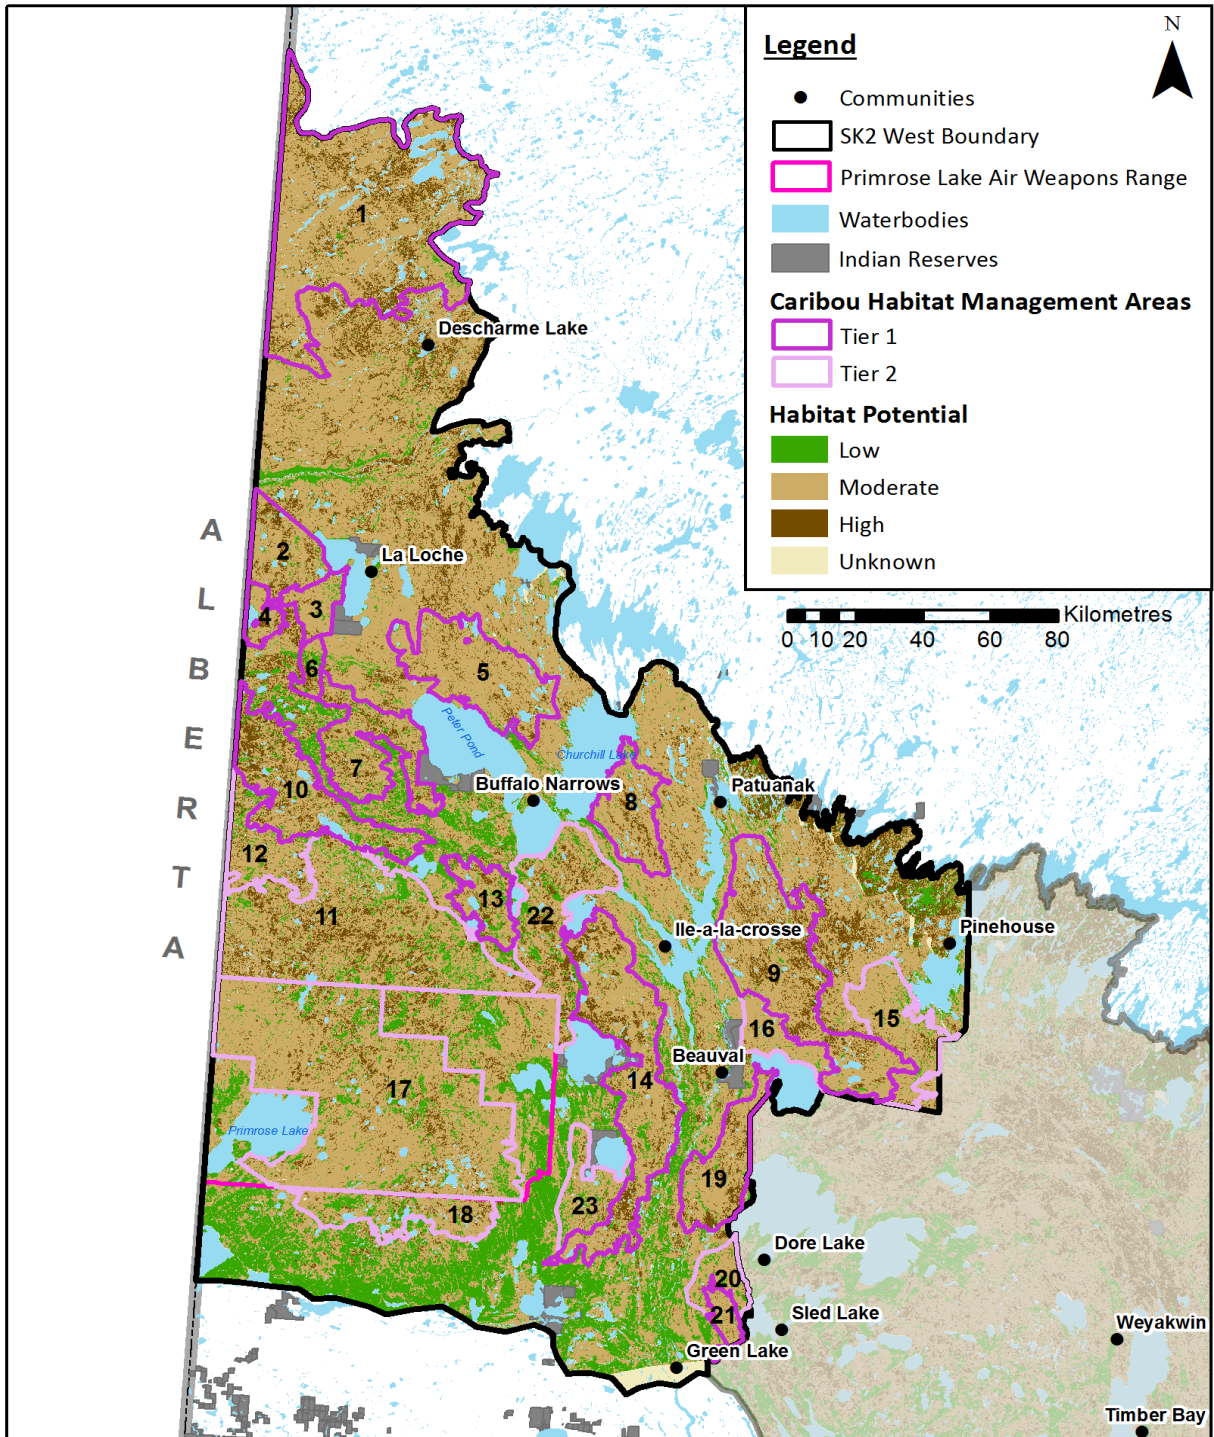 Legend
N
Communities
SK2 West Boundary
Primrose Lake Air Weapons Range
Waterbodies
Indian Reserves
Caribou Habitat Management Areas
Tier 1
Tier 2
Habitat Potential
Low
Moderate
High
Unknown
Kilometres
0 10 20 40 60 80
ALBERTA
1
Descharme Lake
2
La Loche
3
4
5
6
Peter Pond
Churchill Lake
7
Buffalo Narrows
8
Patuanak
10
12
13
22
11
Ile-a-la-crosse
Pinehouse
9
15
16
Beauval
14
17
Primrose Lake
19
23
18
Dore Lake
20
21
Sled Lake
Green Lake
Weyakwin
Timber Bay